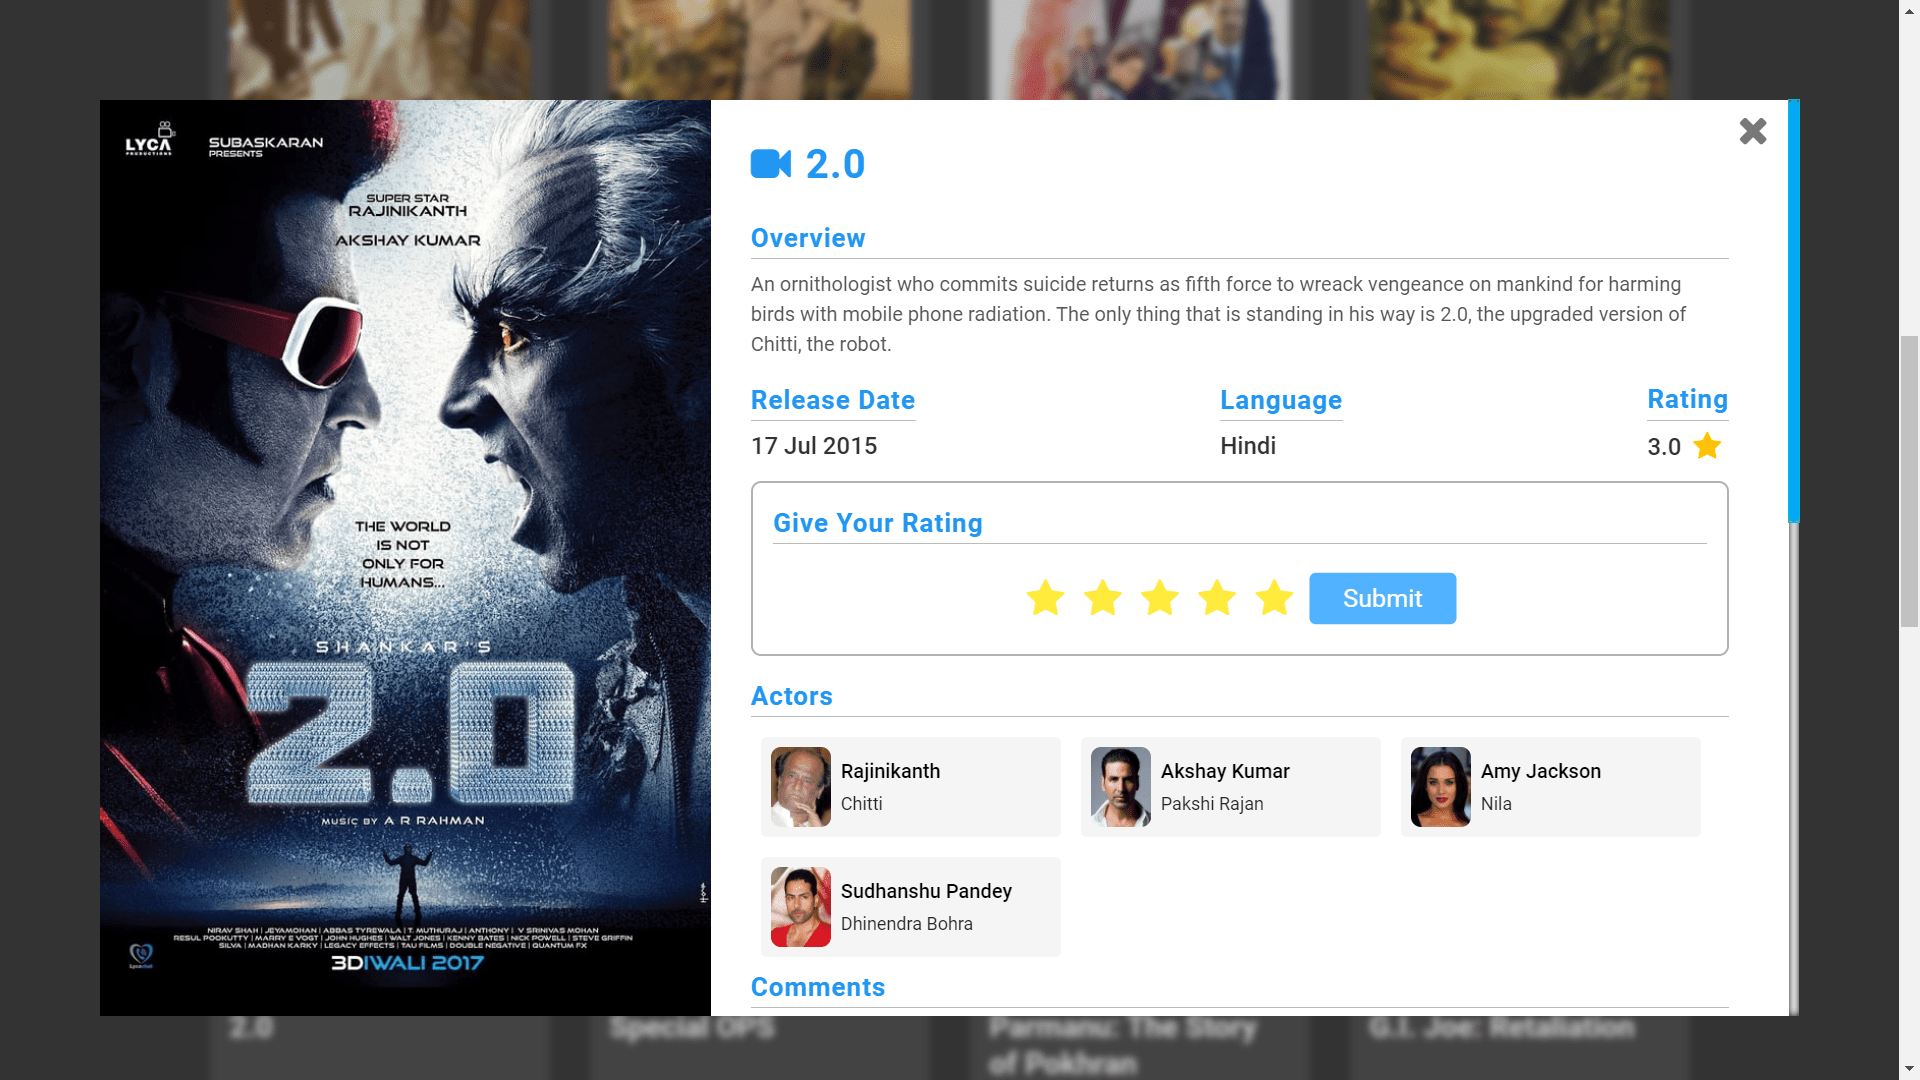 LYCA
PRODUCTIONS
SUBASKARAN
PRESENTS
SUPER STAR
RAJINIKANTH
AKSHAY KUMAR
THE WORLD
IS NOT
ONLY FOR
HUMANS...
SHANKAR'S
2.0
MUSIC BY A R RAHMAN
NIRAV SHAH | JEYAMOHAN | ABBAS TYREWALA | T. MUTHURAJ | ANTHONY | V SRINIVAS MOHAN
RESUL POOKUTTY | MARRY E VOGT | JOHN HUGHES | WALT JONES | KENNY BATES | NICK POWELL | STEVE GRIFFIN
SILVA | MADHAN KARKY | LEGACY EFFECTS | TAU FILMS | DOUBLE NEGATIVE | QUANTUM FX
3DIWALI 2017
2.0
Overview
An ornithologist who commits suicide returns as fifth force to wreack vengeance on mankind for harming
birds with mobile phone radiation. The only thing that is standing in his way is 2.0, the upgraded version of
Chitti, the robot.
Release Date
17 Jul 2015
Language
Hindi
Rating
3.0
Give Your Rating
Submit
Actors
Rajinikanth
Chitti
Akshay Kumar
Pakshi Rajan
Amy Jackson
Nila
Sudhanshu Pandey
Dhinendra Bohra
Comments
2.0
Special OPS
Parmanu: The Story
of Pokhran
G.I. Joe: Retaliation